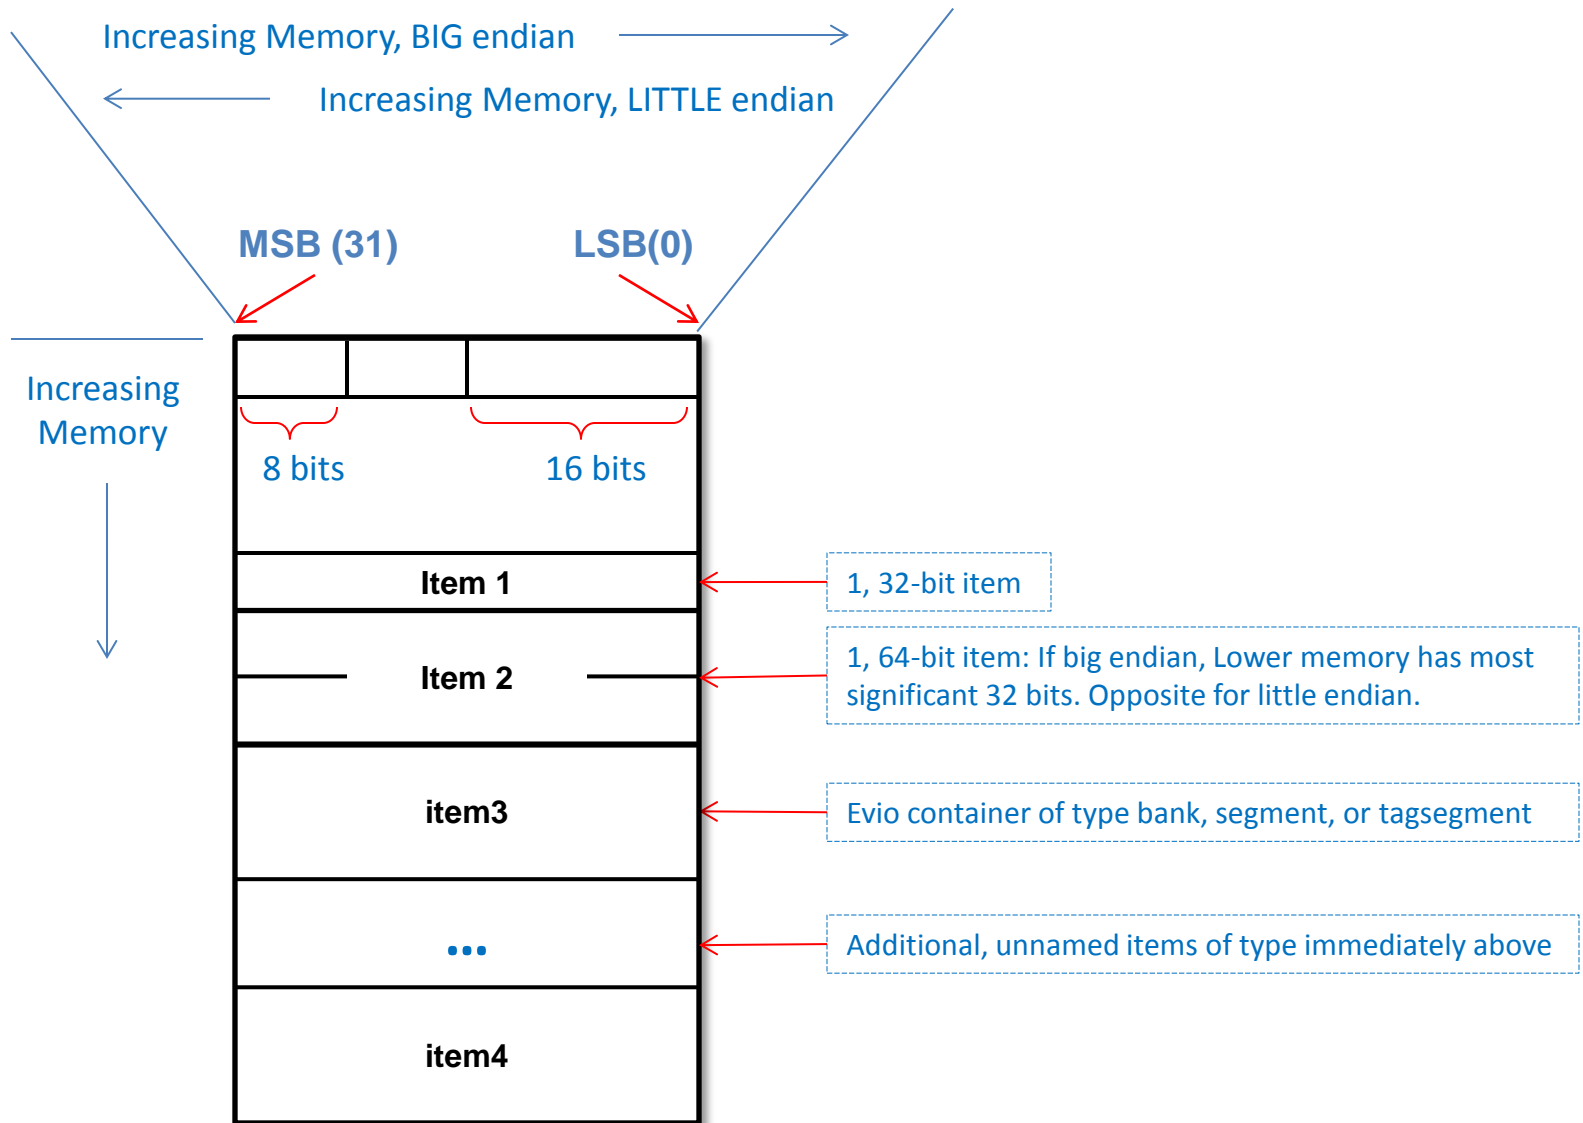 Increasing Memory, BIG endian
Increasing Memory, LITTLE endian
MSB (31)
LSB(0)
Increasing
Memory
8 bits
16 bits
Item 1
1, 32-bit item
Item 2
1, 64-bit item: If big endian, Lower memory has most
significant 32 bits. Opposite for little endian.
item3
Evio container of type bank, segment, or tagsegment
...
Additional, unnamed items of type immediately above
item4